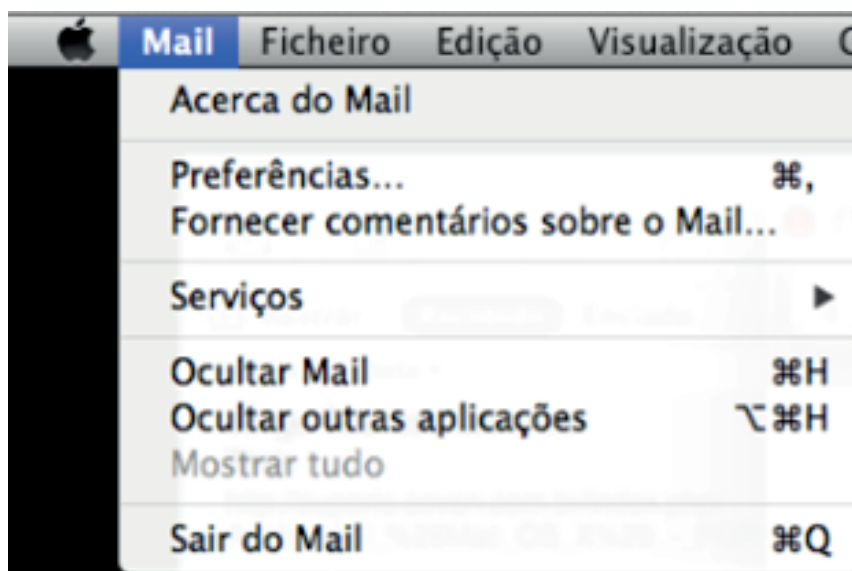 Mail Ficheiro Edição Visualização
Acerca do Mail
Preferências... ⌘,
Fornecer comentários sobre o Mail...
Serviços ▶
Ocultar Mail ⌘H
Ocultar outras aplicações ⌥⌘H
Mostrar tudo
Sair do Mail ⌘Q